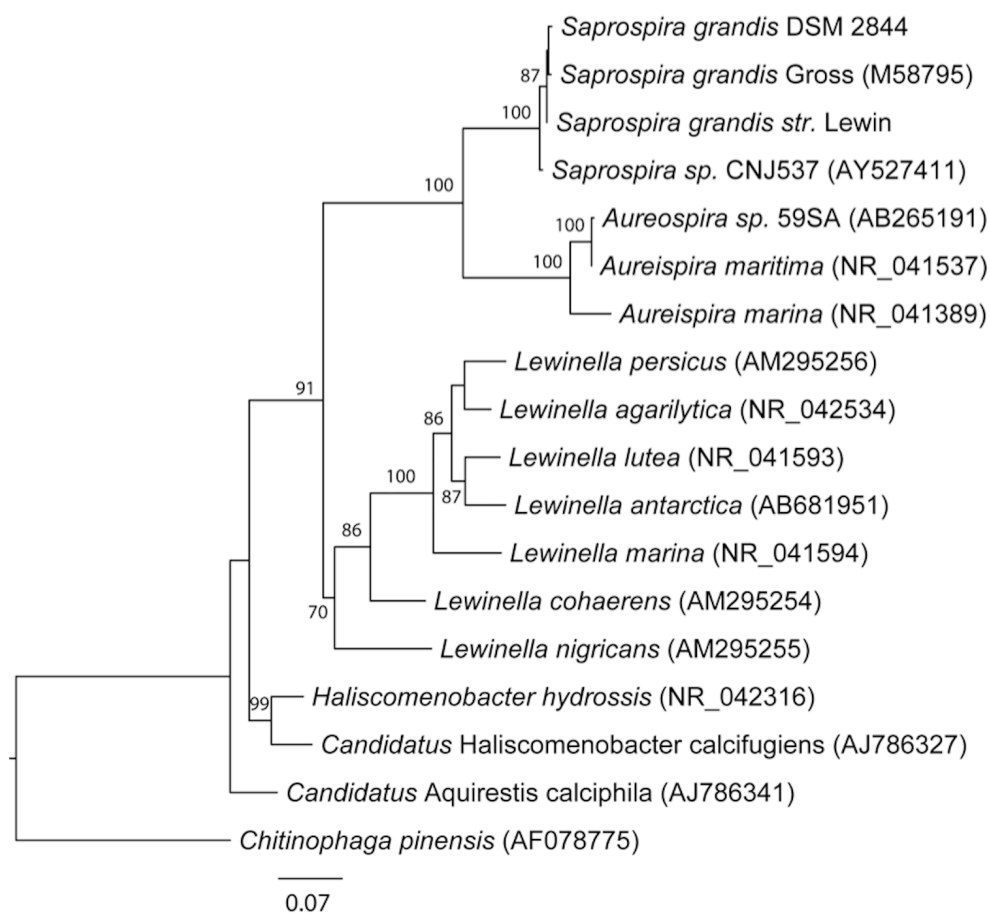 Saprospira grandis DSM 2844
87
Saprospira grandis Gross (M58795)
100
Saprospira grandis str. Lewin
Saprospira sp. CNJ537 (AY527411)
100
Aureospira sp. 59SA (AB265191)
100
100
Aureispira maritima (NR_041537)
Aureispira marina (NR_041389)
Lewinella persicus (AM295256)
91
Lewinella agarilytica (NR_042534)
86
Lewinella lutea (NR_041593)
100
87
Lewinella antarctica (AB681951)
86
Lewinella marina (NR_041594)
Lewinella cohaerens (AM295254)
70
Lewinella nigricans (AM295255)
99
Haliscomenobacter hydrossis (NR_042316)
Candidatus Haliscomenobacter calcifugiens (AJ786327)
Candidatus Aquirestis calciphila (AJ786341)
Chitinophaga pinensis (AF078775)
0.07